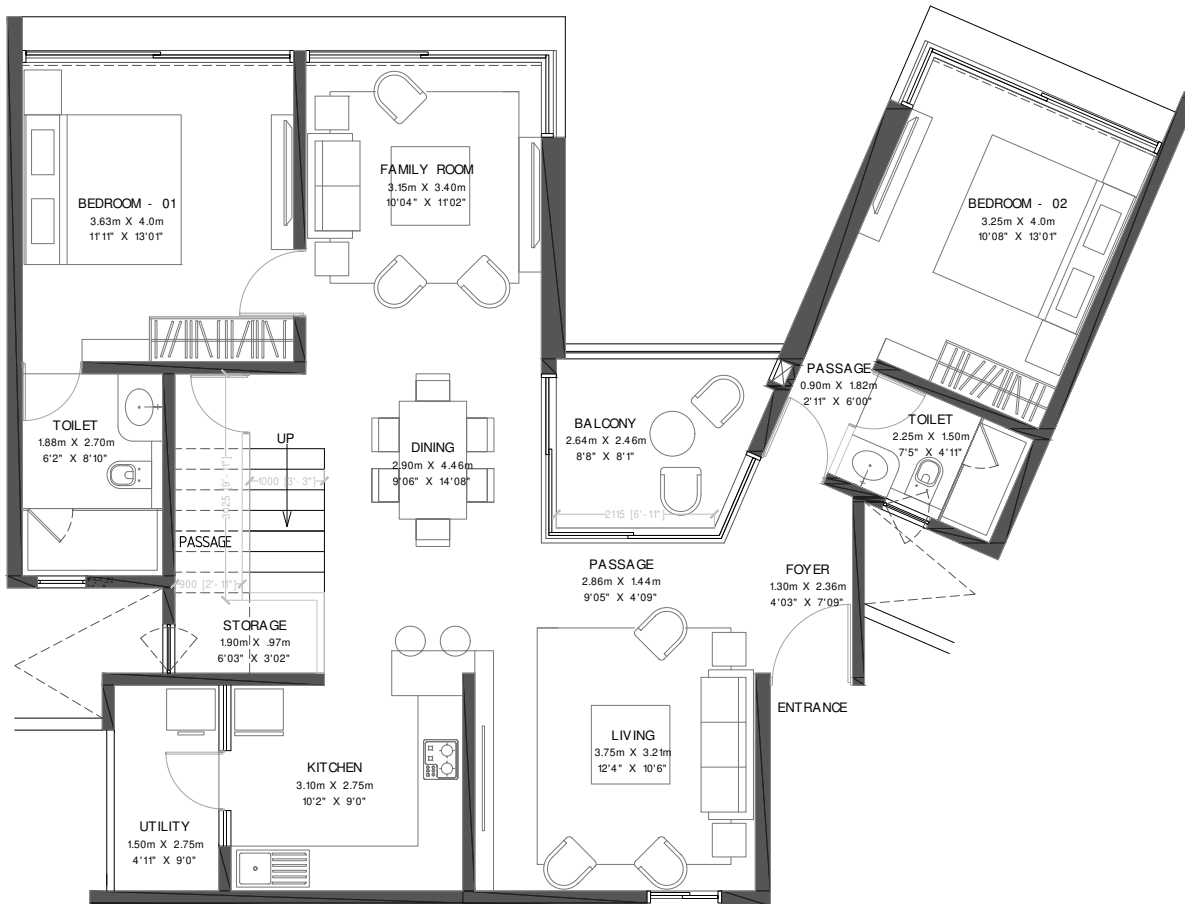 FAMILY ROOM
3.15m X 3.40m
10'04" X 11'02"
BEDROOM - 01
3.63m X 4.0m
11'11" X 13'01"
BEDROOM - 02
3.25m X 4.0m
10'08" X 13'01"
PASSAGE
0.90m X 1.82m
2'11" X 6'00"
TOILET
1.88m X 2.70m
6'2" X 8'10"
UP
DINING
2.90m X 4.46m
9'06" X 14'08"
BALCONY
2.64m X 2.46m
8'8" X 8'1"
TOILET
2.25m X 1.50m
7'5" X 4'11"
1000 [3'-3"]
3025 [9'-11"]
2115 [6'-11"]
PASSAGE
900 [2'-11"]
PASSAGE
2.86m X 1.44m
9'05" X 4'09"
FOYER
1.30m X 2.36m
4'03" X 7'09"
STORAGE
1.90m X .97m
6'03" X 3'02"
ENTRANCE
LIVING
3.75m X 3.21m
12'4" X 10'6"
KITCHEN
3.10m X 2.75m
10'2" X 9'0"
UTILITY
1.50m X 2.75m
4'11" X 9'0"